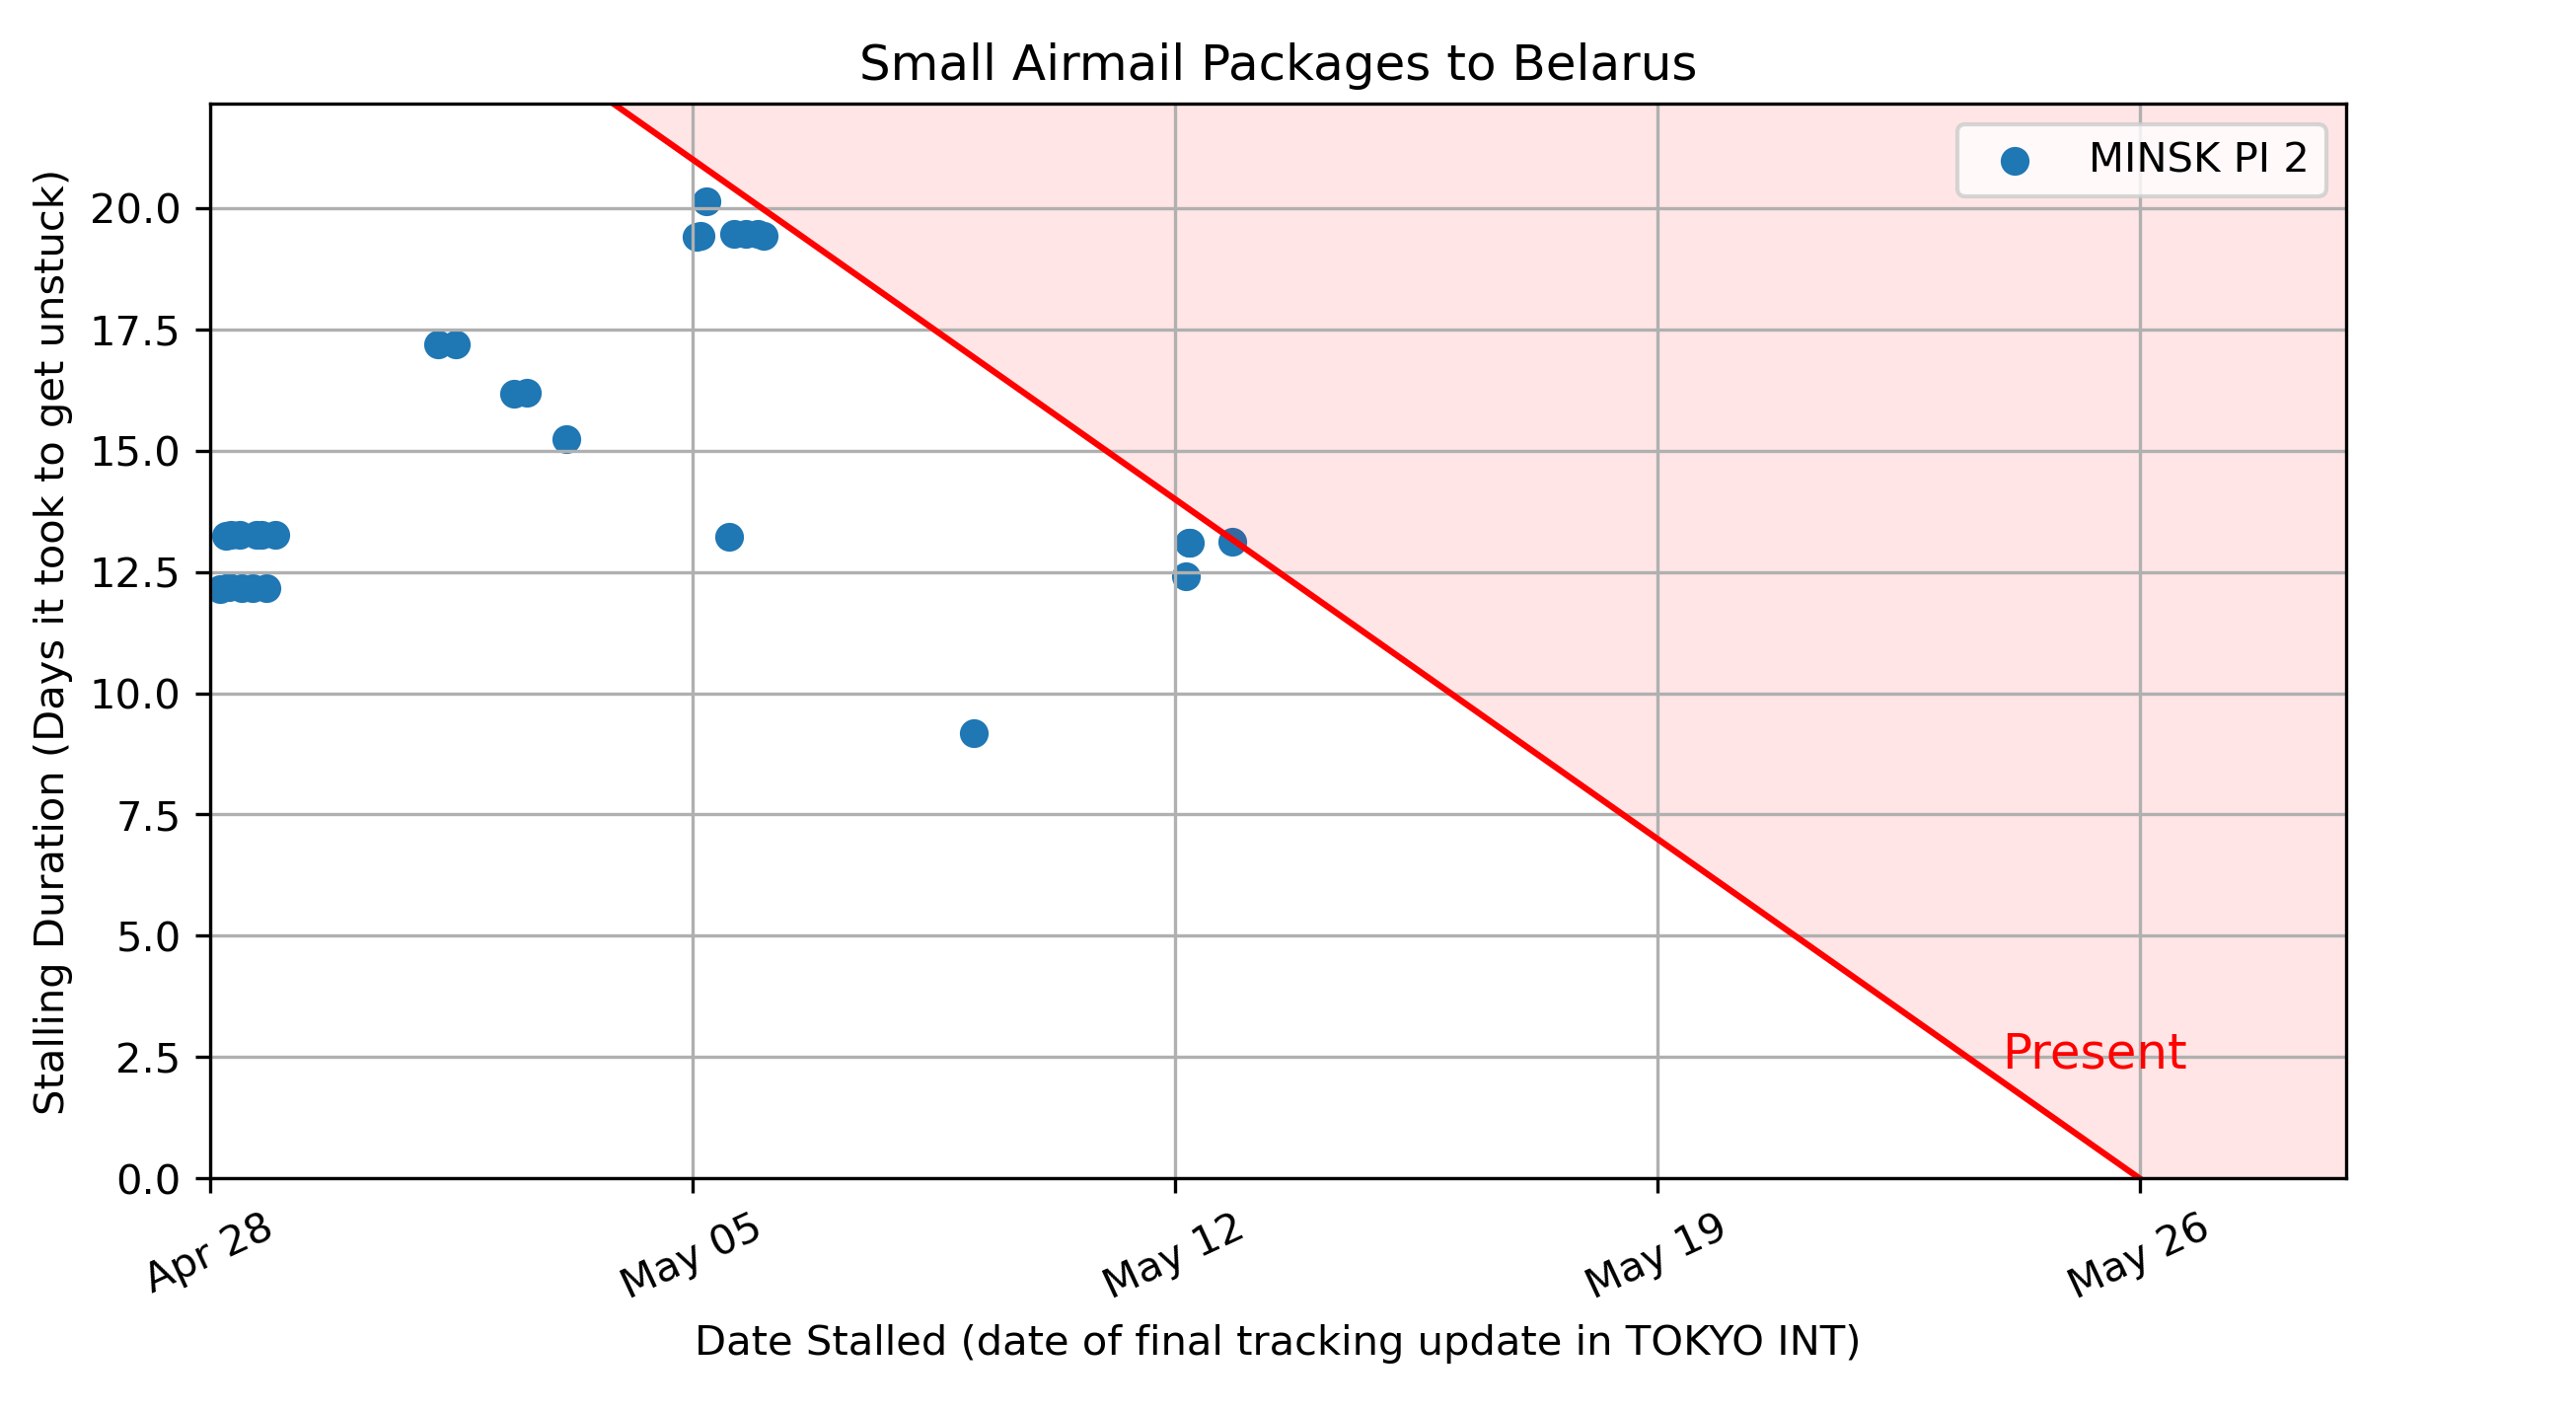 Small Airmail Packages to Belarus
MINSK PI 2
Stalling Duration (Days it took to get unstuck)
20.0
17.5
15.0
12.5
10.0
7.5
5.0
2.5
0.0
Present
Apr 28
May 05
May 12
May 19
May 26
Date Stalled (date of final tracking update in TOKYO INT)